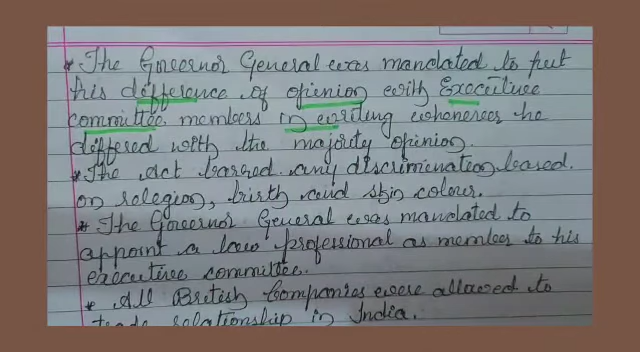 * The Governor General was mandated to put
his difference of opinion with Executive
committee members in writing whenever he
differed with the majority opinion.
* The Act barred any discrimination based
on religion, birth and skin colour.
* The Governor General was mandated to
appoint a law professional as member to his
executive committee.
* All British Companies were allowed to
trade relationship in India.